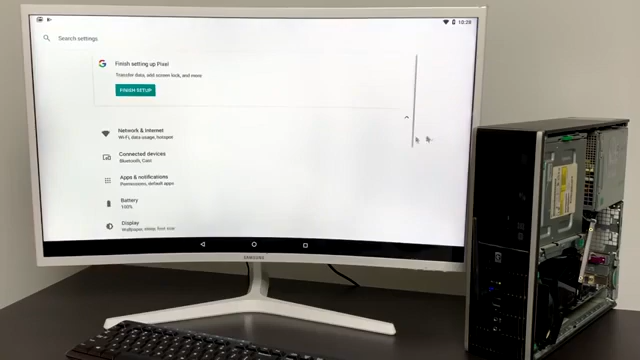 10:28
Search settings
Finish setting up Pixel
Transfer data, add screen lock, and more
FINISH SETUP
Network & Internet
Wi-Fi, data usage, hotspot
Connected devices
Bluetooth, Cast
Apps & notifications
Permissions, default apps
Battery
100%
Display
Wallpaper, sleep, font size
SAMSUNG
hp